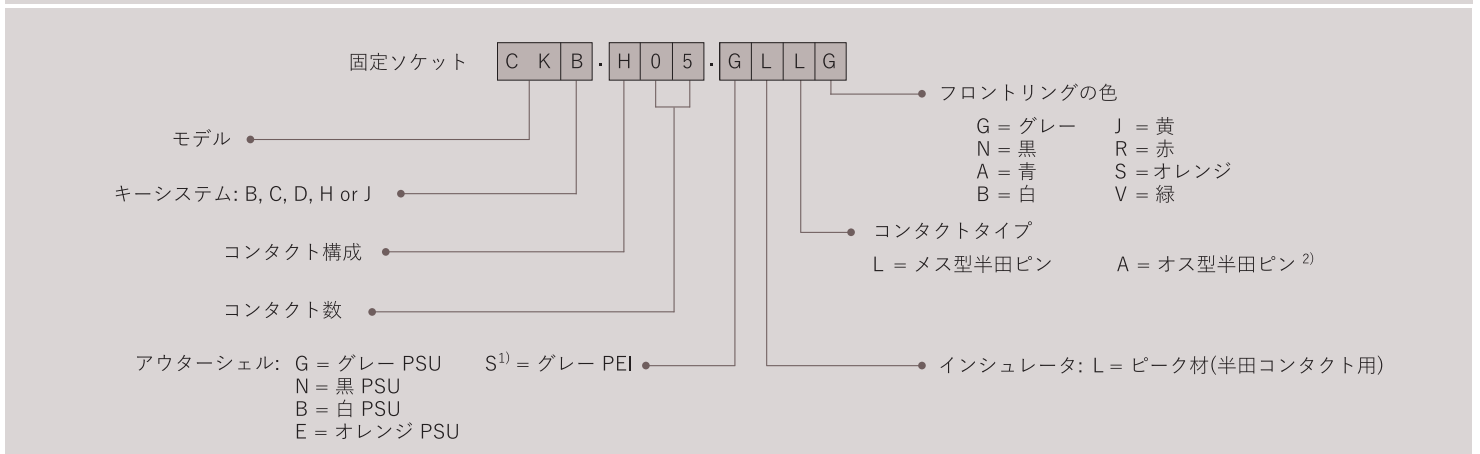 固定ソケット CKB.H05.GLLG
フロントリングの色
G = グレー J = 黄
N = 黒 R = 赤
A = 青 S = オレンジ
B = 白 V = 緑
モデル
キーシステム: B, C, D, H or J
コンタクトタイプ
L = メス型半田ピン A = オス型半田ピン 2)
コンタクト構成
コンタクト数
アウターシェル: G = グレー PSU S1) = グレー PEI
N = 黒 PSU
B = 白 PSU
E = オレンジ PSU
インシュレータ: L = ピーク材(半田コンタクト用)